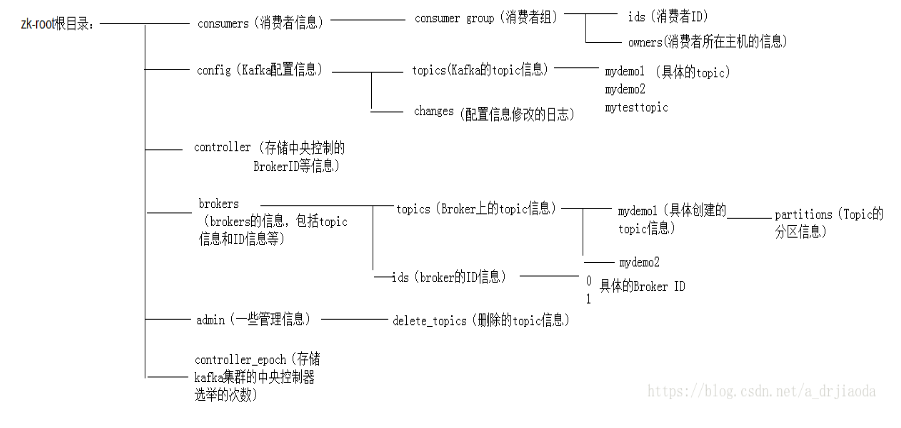 zk-root根目录：
consumers（消费者信息）
consumer group（消费者组）
ids（消费者ID）
owners(消费者所在主机的信息)
config（Kafka配置信息）
topics(Kafka的topic信息)
mydemo1 （具体的topic）
mydemo2
mytesttopic
changes（配置信息修改的日志）
controller（存储中央控制的
BrokerID等信息）
brokers
（brokers的信息，包括topic
信息和ID信息等）
topics（Broker上的topic信息）
mydemo1（具体创建的
topic信息）
partitions（Topic的
分区信息）
mydemo2
ids（broker的ID信息）
0
1
具体的Broker ID
admin（一些管理信息）
delete_topics（删除的topic信息）
controller_epoch（存储
kafka集群的中央控制器
选举的次数）
https://blog.csdn.net/a_drjiaoda